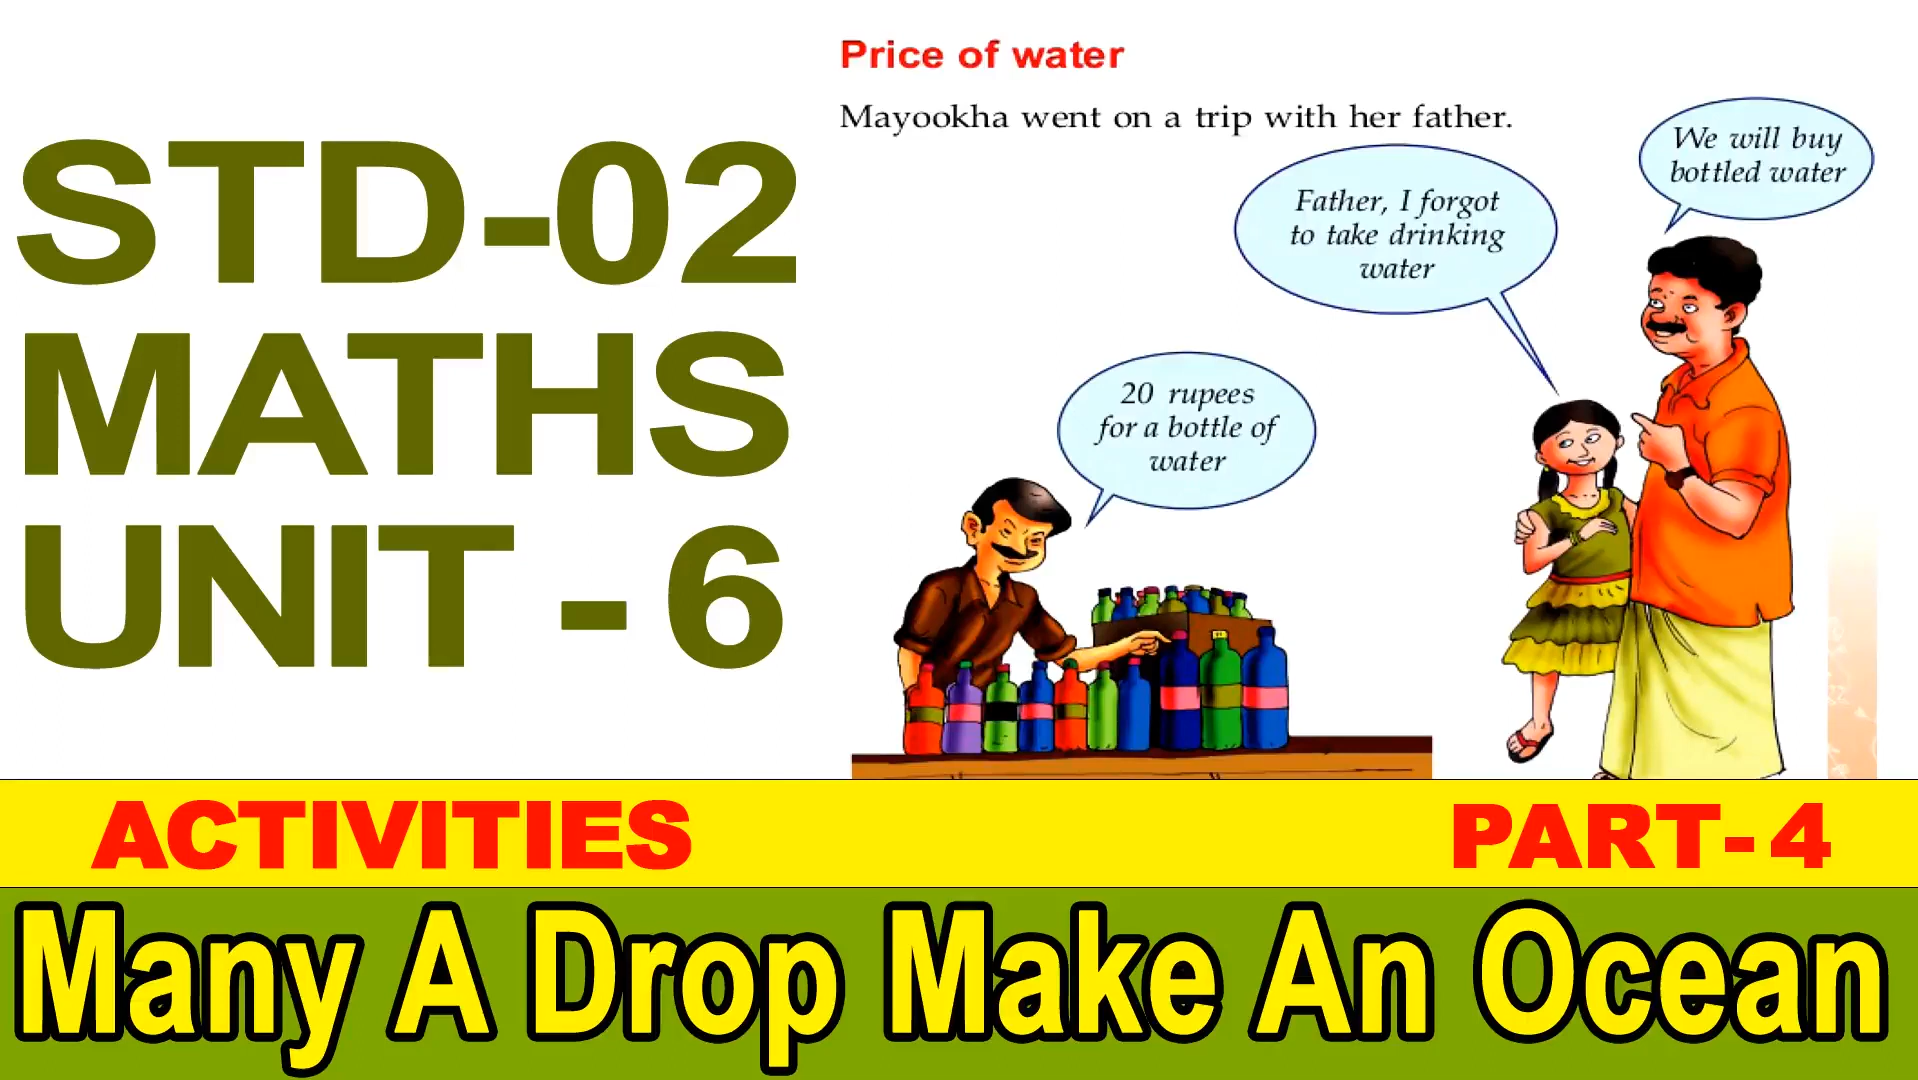 STD-02
MATHS
UNIT - 6
Price of water
Mayookha went on a trip with her father.
We will buy
bottled water
Father, I forgot
to take drinking
water
20 rupees
for a bottle of
water
ACTIVITIES
PART-4
Many A Drop Make An Ocean